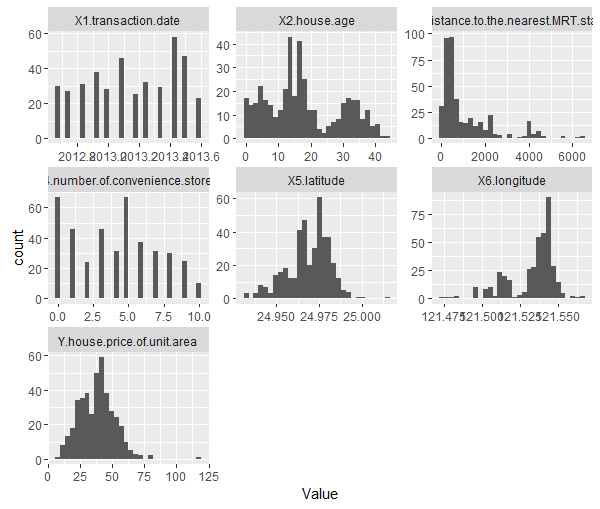 X1.transaction.date
X2.house.age
istance.to.the.nearest.MRT.sta
60
40
20
0
2012.8 2013.0 2013.2 2013.4 2013.6
40
30
20
10
0
0 10 20 30 40
100
75
50
25
0
0 2000 4000 6000
.number.of.convenience.store
X5.latitude
X6.longitude
60
40
20
0
0.0 2.5 5.0 7.5 10.0
60
40
20
0
24.950 24.975 25.000
75
50
25
0
121.475 121.500 121.525 121.550
Y.house.price.of.unit.area
60
40
20
0
0 25 50 75 100 125
count
Value